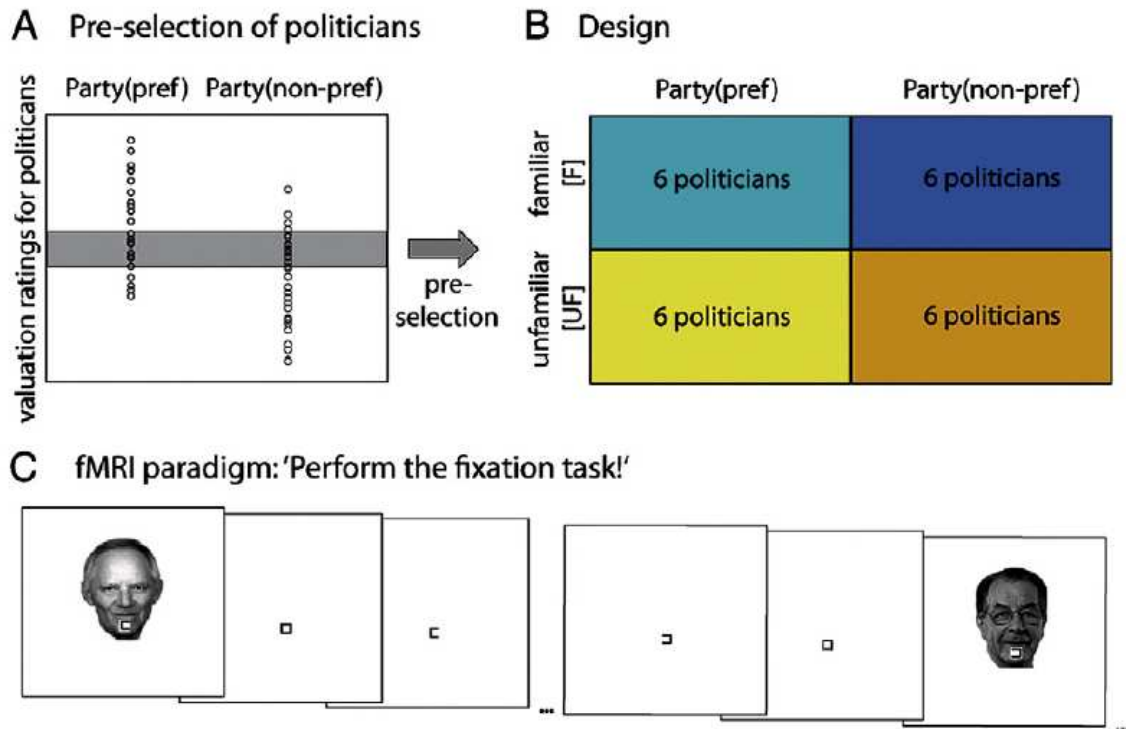 A Pre-selection of politicians
Party(pref) Party(non-pref)
valuation ratings for politicans
pre-
selection
B Design
Party(pref) Party(non-pref)
familiar
[F]
6 politicians 6 politicians
unfamiliar
[UF]
6 politicians 6 politicians
C fMRI paradigm: 'Perform the fixation task!'
...